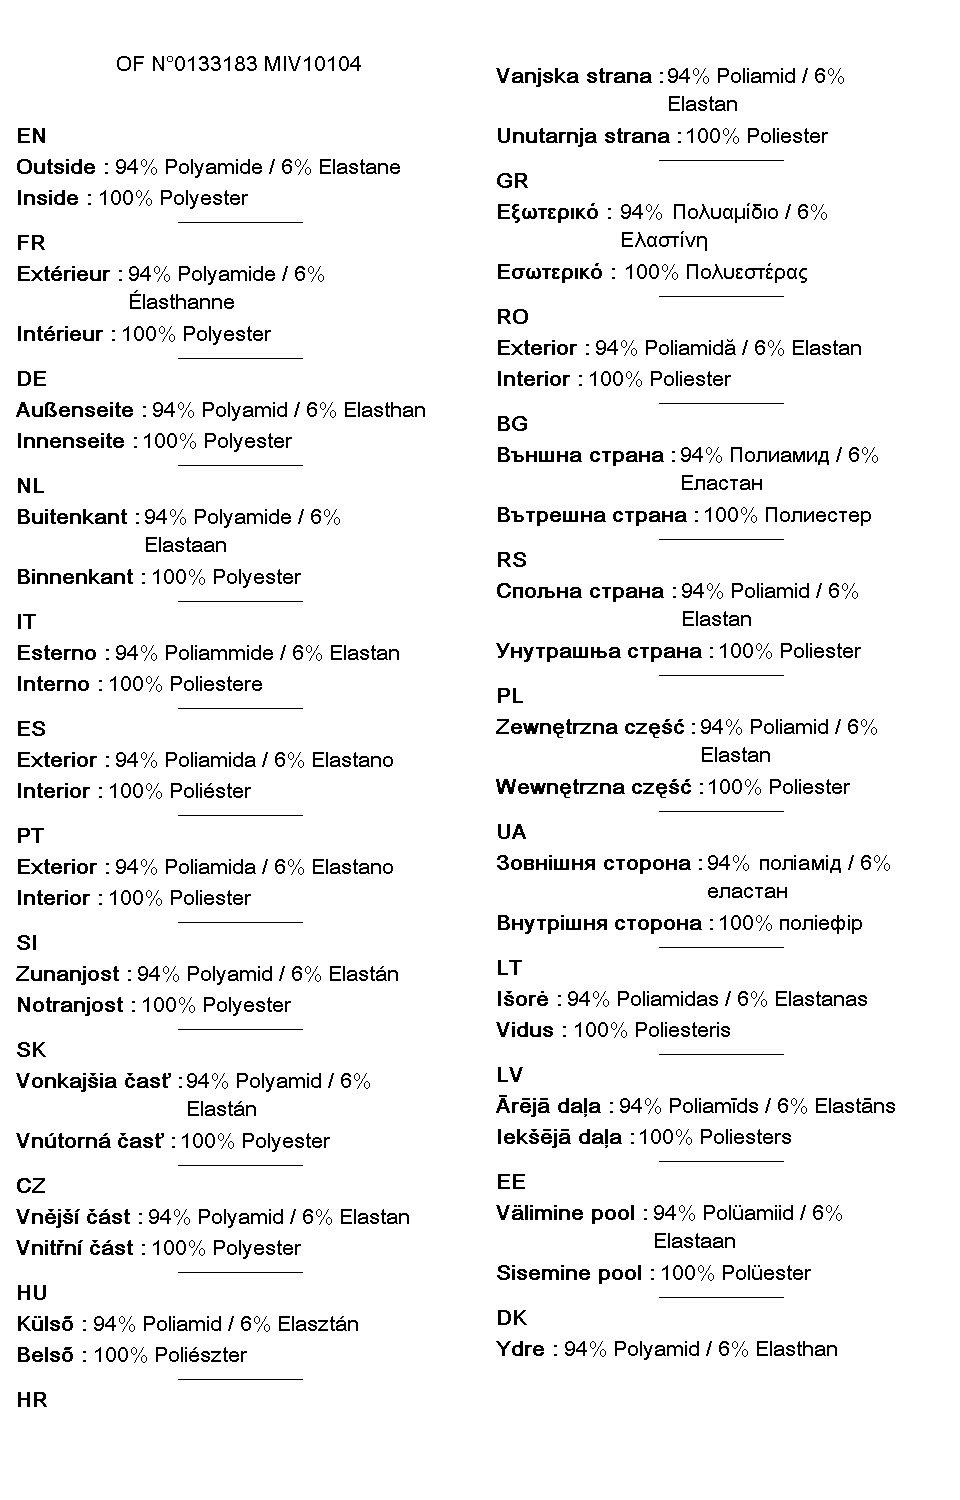 OF N°0133183 MIV10104
EN
Outside : 94% Polyamide / 6% Elastane
Inside : 100% Polyester
FR
Extérieur : 94% Polyamide / 6%
Élasthanne
Intérieur : 100% Polyester
DE
Außenseite : 94% Polyamid / 6% Elasthan
Innenseite : 100% Polyester
NL
Buitenkant : 94% Polyamide / 6%
Elastaan
Binnenkant : 100% Polyester
IT
Esterno : 94% Poliammide / 6% Elastan
Interno : 100% Poliestere
ES
Exterior : 94% Poliamida / 6% Elastano
Interior : 100% Poliéster
PT
Exterior : 94% Poliamida / 6% Elastano
Interior : 100% Poliester
SI
Zunanjost : 94% Polyamid / 6% Elastán
Notranjost : 100% Polyester
SK
Vonkajšia časť : 94% Polyamid / 6%
Elastán
Vnútorná časť : 100% Polyester
CZ
Vnější část : 94% Polyamid / 6% Elastan
Vnitřní část : 100% Polyester
HU
Külső : 94% Poliamid / 6% Elasztán
Belső : 100% Poliészter
HR
Vanjska strana : 94% Poliamid / 6%
Elastan
Unutarnja strana : 100% Poliester
GR
Εξωτερικό : 94% Πολυαμίδιο / 6%
Ελαστίνη
Εσωτερικό : 100% Πολυεστέρας
RO
Exterior : 94% Poliamidă / 6% Elastan
Interior : 100% Poliester
BG
Външна страна : 94% Полиамид / 6%
Еластан
Вътрешна страна : 100% Полиестер
RS
Спољна страна : 94% Poliamid / 6%
Elastan
Унутрашња страна : 100% Poliester
PL
Zewnętrzna część : 94% Poliamid / 6%
Elastan
Wewnętrzna część : 100% Poliester
UA
Зовнішня сторона : 94% поліамід / 6%
еластан
Внутрішня сторона : 100% поліефір
LT
Išorė : 94% Poliamidas / 6% Elastanas
Vidus : 100% Poliesteris
LV
Ārējā daļa : 94% Poliamīds / 6% Elastāns
Iekšējā daļa : 100% Poliesters
EE
Välimine pool : 94% Polüamiid / 6%
Elastaan
Sisemine pool : 100% Polüester
DK
Ydre : 94% Polyamid / 6% Elasthan